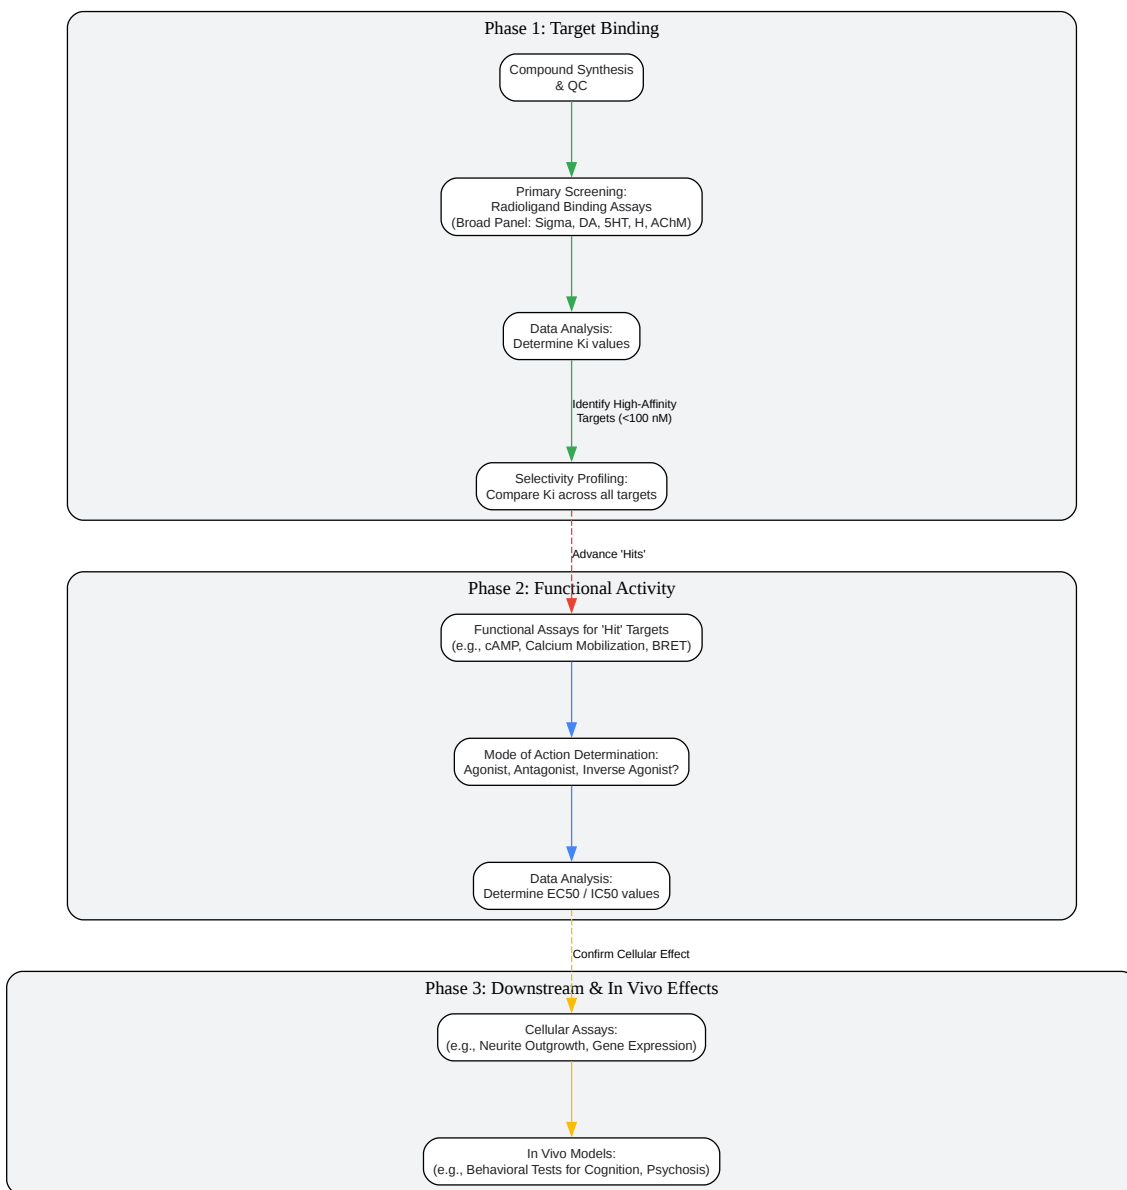 Phase 1: Target Binding
Compound Synthesis
& QC
Primary Screening:
Radioligand Binding Assays
(Broad Panel: Sigma, DA, 5HT, H, AChM)
Data Analysis:
Determine Ki values
Identify High-Affinity
Targets (<100 nM)
Selectivity Profiling:
Compare Ki across all targets
Advance 'Hits'
Phase 2: Functional Activity
Functional Assays for 'Hit' Targets
(e.g., cAMP, Calcium Mobilization, BRET)
Mode of Action Determination:
Agonist, Antagonist, Inverse Agonist?
Data Analysis:
Determine EC50 / IC50 values
Confirm Cellular Effect
Phase 3: Downstream & In Vivo Effects
Cellular Assays:
(e.g., Neurite Outgrowth, Gene Expression)
In Vivo Models:
(e.g., Behavioral Tests for Cognition, Psychosis)